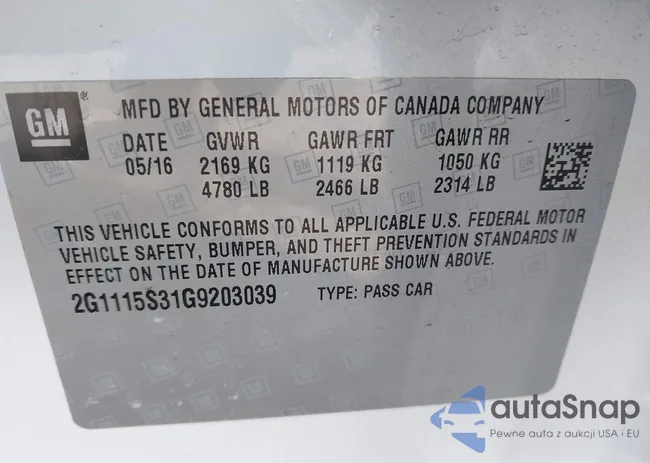 GM®
MFD BY GENERAL MOTORS OF CANADA COMPANY
DATE GVWR GAWR FRT GAWR RR
05/16 2169 KG 1119 KG 1050 KG
4780 LB 2466 LB 2314 LB
THIS VEHICLE CONFORMS TO ALL APPLICABLE U.S. FEDERAL MOTOR
VEHICLE SAFETY, BUMPER, AND THEFT PREVENTION STANDARDS IN
EFFECT ON THE DATE OF MANUFACTURE SHOWN ABOVE.
2G1115S31G9203039 TYPE: PASS CAR
autaSnap
Pewne auta z aukcji USA i EU